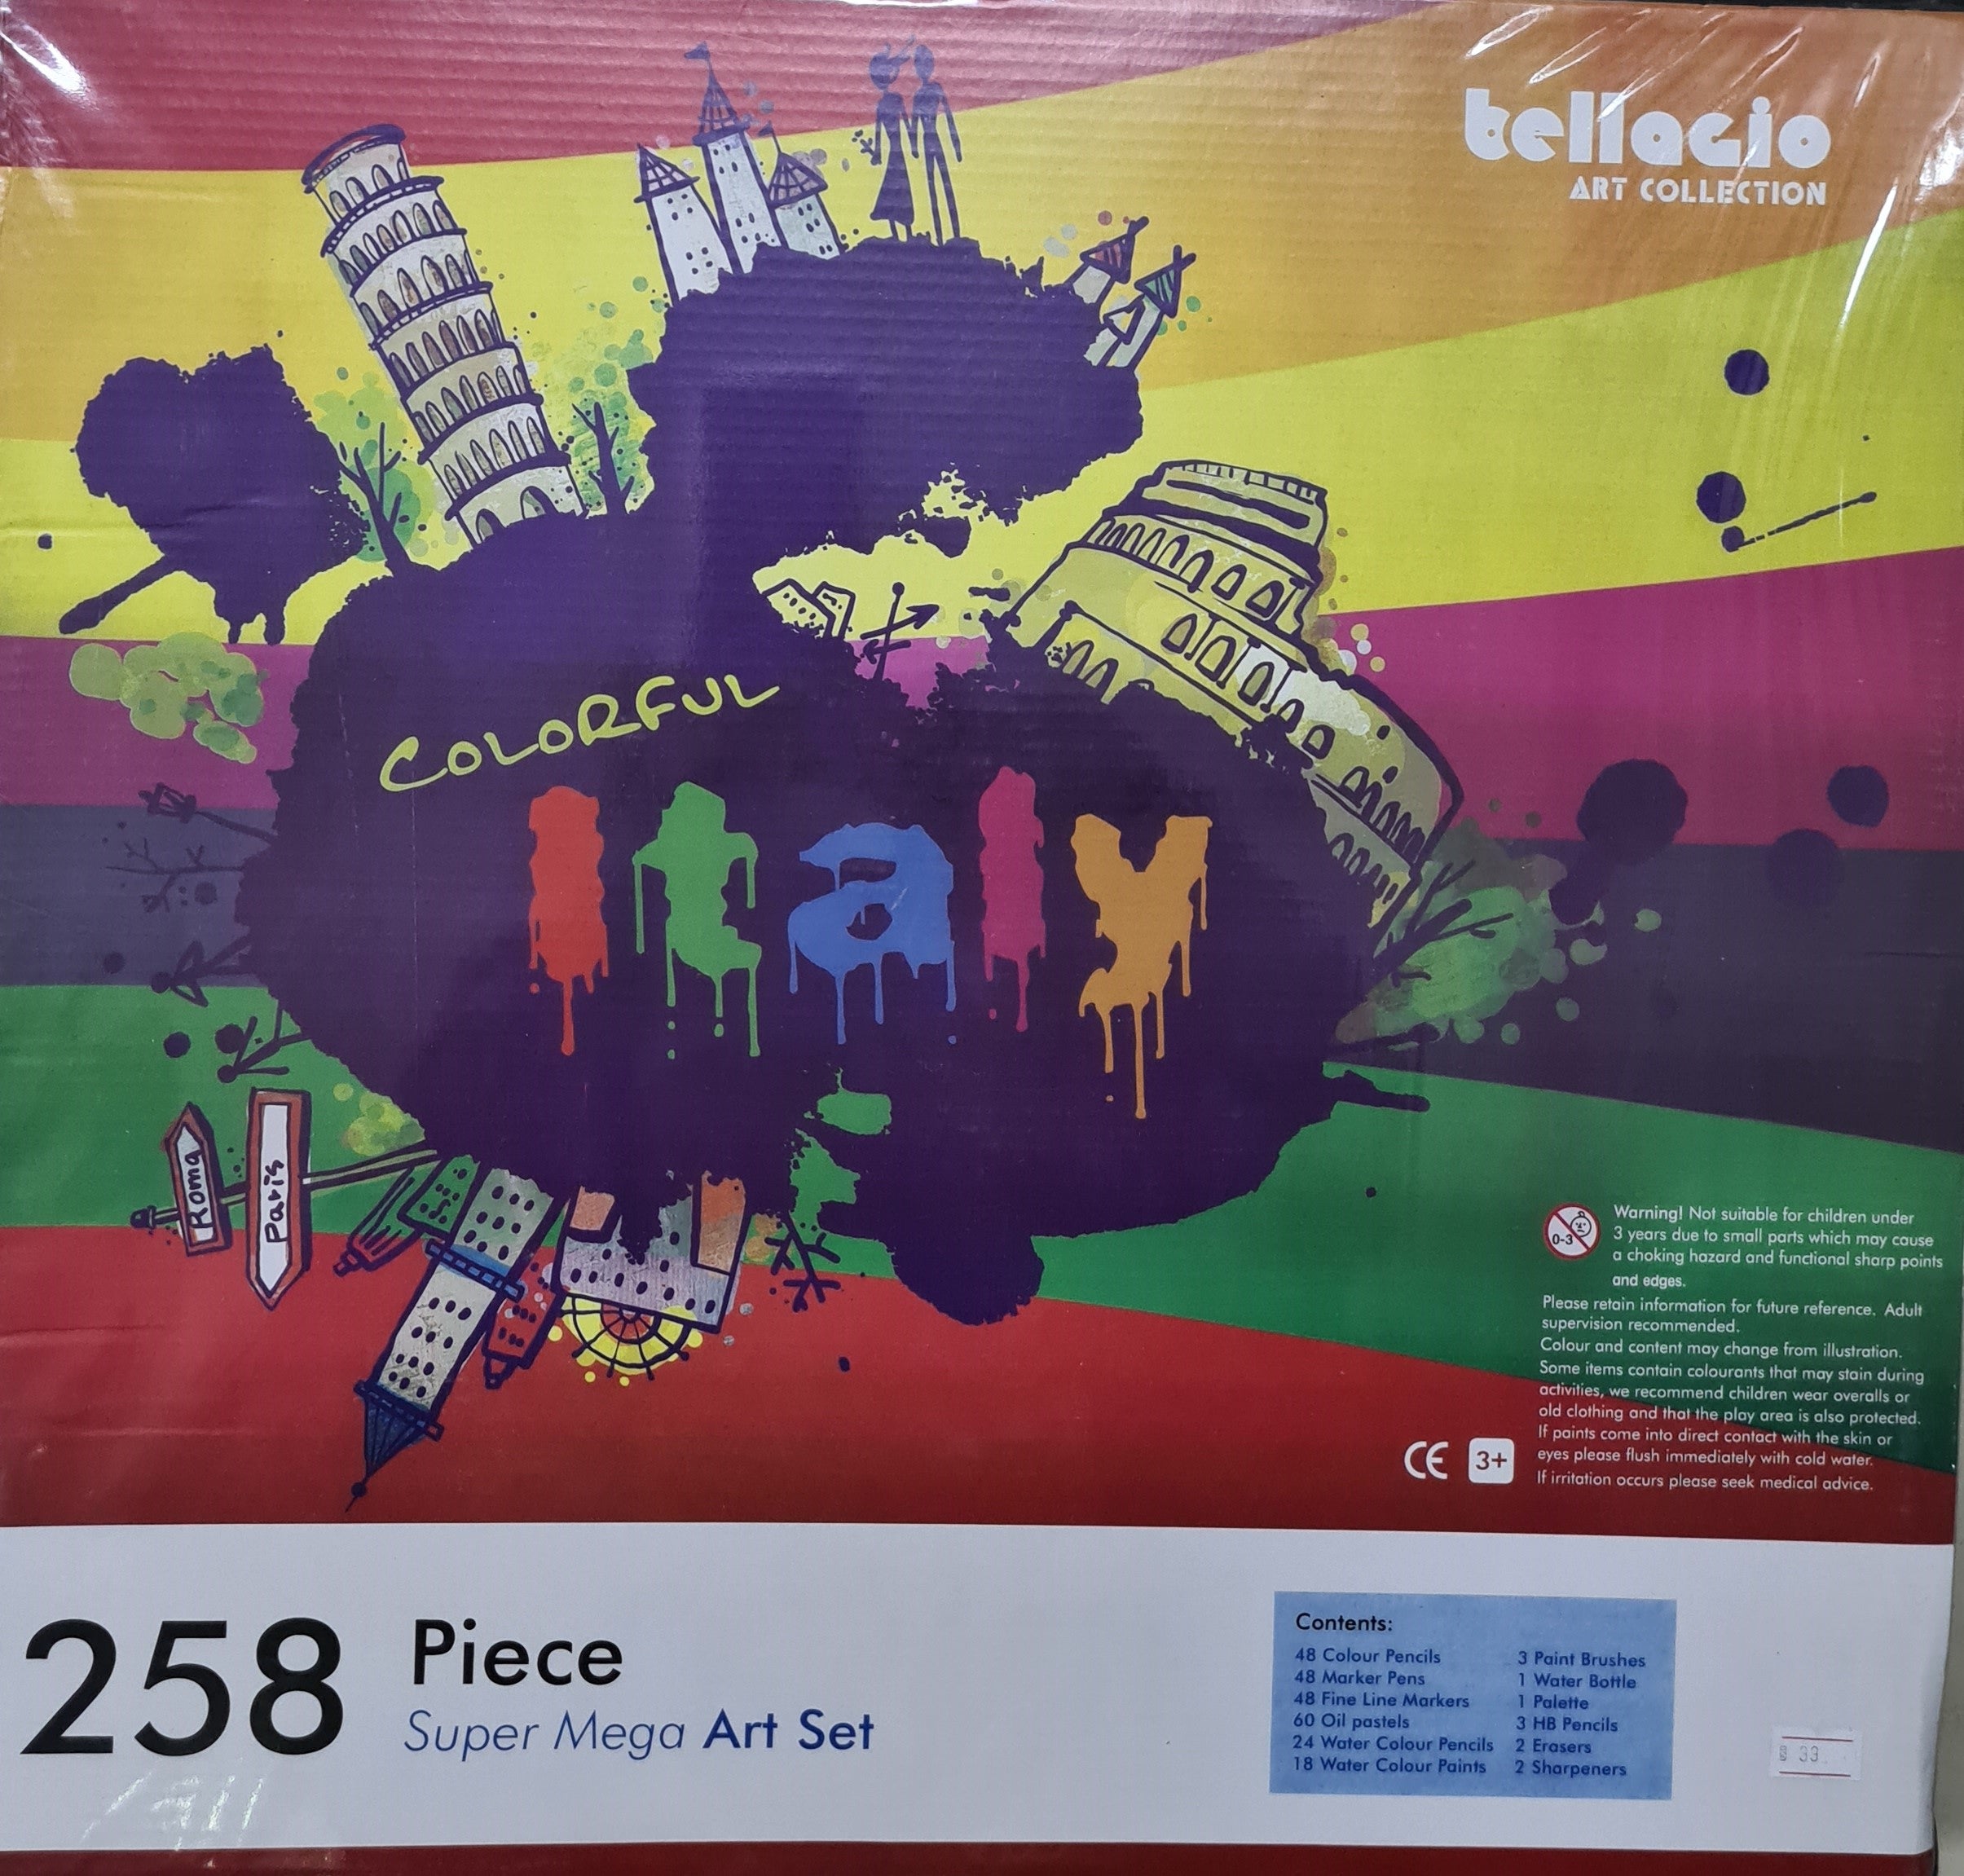 bellagio
ART COLLECTION
COLORFUL
Italy
Roma
Paris
0-3
Warning! Not suitable for children under
3 years due to small parts which may cause
a choking hazard and functional sharp points
and edges.
Please retain information for future reference. Adult
supervision recommended.
Colour and content may change from illustration.
Some items contain colourants that may stain during
activities, we recommend children wear overalls or
old clothing and that the play area is also protected.
If paints come into direct contact with the skin or
eyes please flush immediately with cold water.
If irritation occurs please seek medical advice.
CE 3+
258 Piece
Super Mega Art Set
Contents:
48 Colour Pencils
48 Marker Pens
48 Fine Line Markers
60 Oil pastels
24 Water Colour Pencils
18 Water Colour Paints
3 Paint Brushes
1 Water Bottle
1 Palette
3 HB Pencils
2 Erasers
2 Sharpeners
33